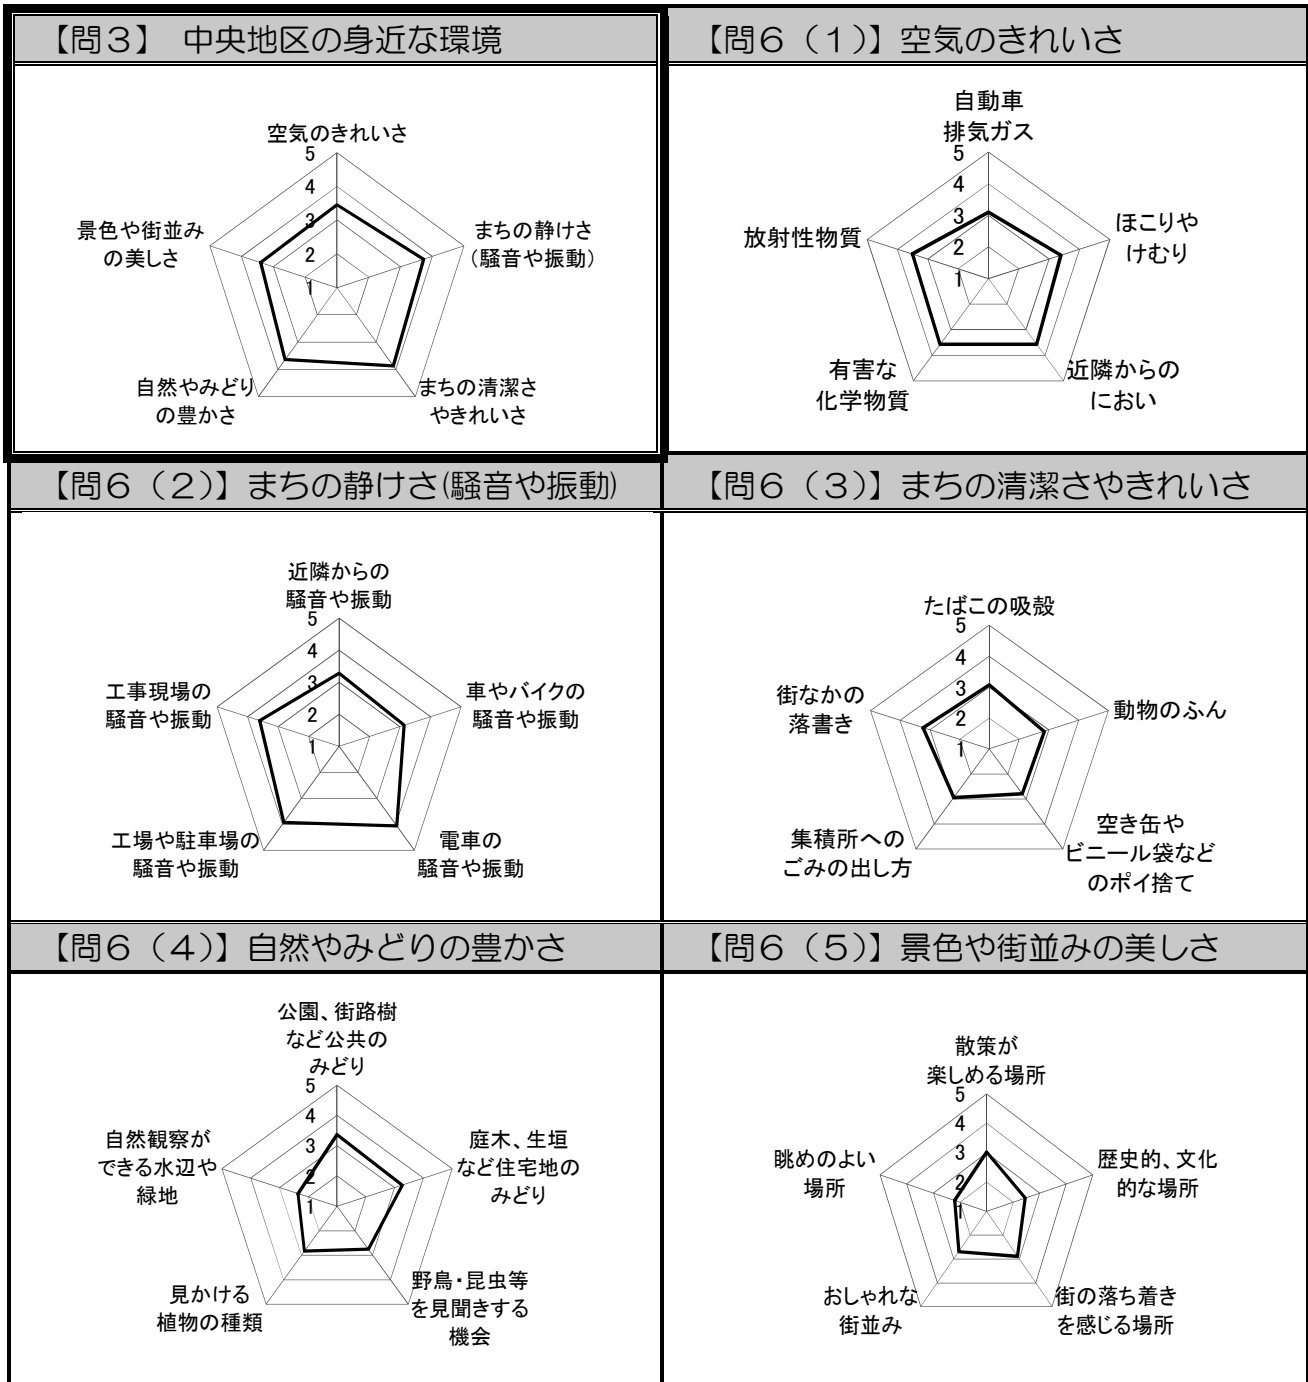 【問3】 中央地区の身近な環境
空気のきれいさ
5
4
3
2
1
まちの静けさ
（騒音や振動）
まちの清潔さ
やきれいさ
自然やみどり
の豊かさ
景色や街並み
の美しさ
【問6（1）】空気のきれいさ
自動車
排気ガス
5
4
3
2
1
ほこりや
けむり
近隣からの
におい
有害な
化学物質
放射性物質
【問6（2）】まちの静けさ(騒音や振動)
近隣からの
騒音や振動
5
4
3
2
1
車やバイクの
騒音や振動
電車の
騒音や振動
工場や駐車場の
騒音や振動
工事現場の
騒音や振動
【問6（3）】まちの清潔さやきれいさ
たばこの吸殻
5
4
3
2
1
動物のふん
空き缶や
ビニール袋など
のポイ捨て
集積所への
ごみの出し方
街なかの
落書き
【問6（4）】自然やみどりの豊かさ
公園、街路樹
など公共の
みどり
5
4
3
2
1
庭木、生垣
など住宅地の
みどり
野鳥・昆虫等
を見聞きする
機会
見かける
植物の種類
自然観察が
できる水辺や
緑地
【問6（5）】景色や街並みの美しさ
散策が
楽しめる場所
5
4
3
2
1
歴史的、文化
的な場所
街の落ち着き
を感じる場所
おしゃれな
街並み
眺めのよい
場所